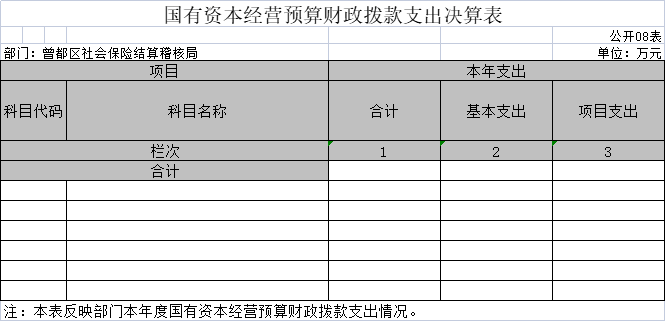 国有资本经营预算财政拨款支出决算表
公开08表
部门：曾都区社会保险结算稽核局 单位：万元
项目 本年支出
科目代码 科目名称 合计 基本支出 项目支出
栏次 1 2 3
合计
注：本表反映部门本年度国有资本经营预算财政拨款支出情况。